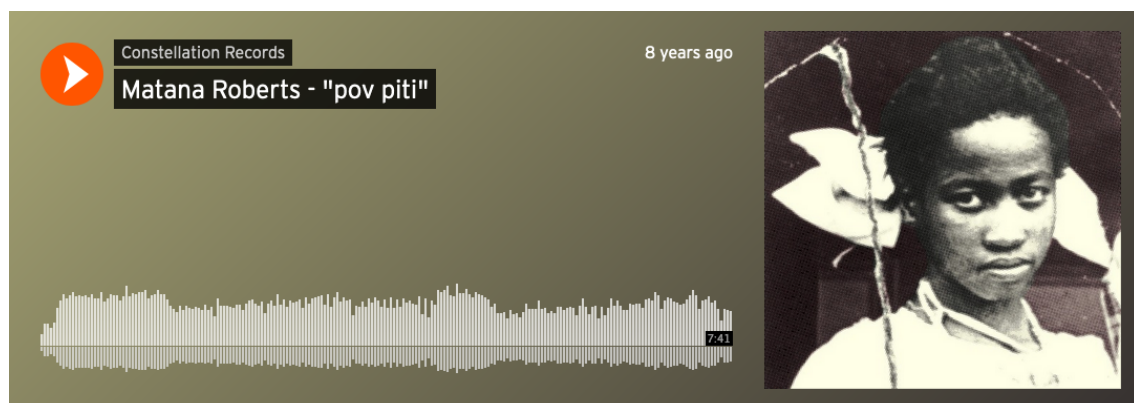 Constellation Records
8 years ago
Matana Roberts - "pov piti"
7:41